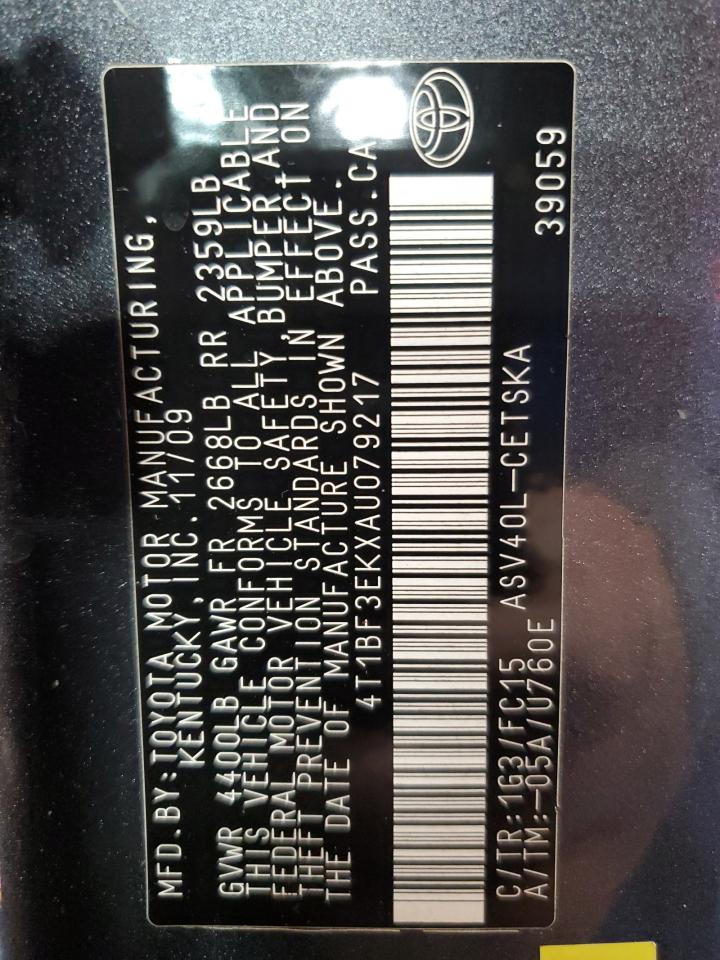 MFD.BY:TOYOTA MOTOR MANUFACTURING,
KENTUCKY,INC.11/09
GVWR 4400LB GAWR FR 2668LB RR 2359LB
THIS VEHICLE CONFORMS TO ALL APPLICABLE
FEDERAL MOTOR VEHICLE SAFETY,BUMPER AND
THEFT PREVENTION STANDARDS IN EFFECT ON
THE DATE OF MANUFACTURE SHOWN ABOVE.
4T1BF3EKXAU079217 PASS.CA
C/TR:1G3/FC15 ASV40L-CETSKA 39059
A/TM:-05A/U760E